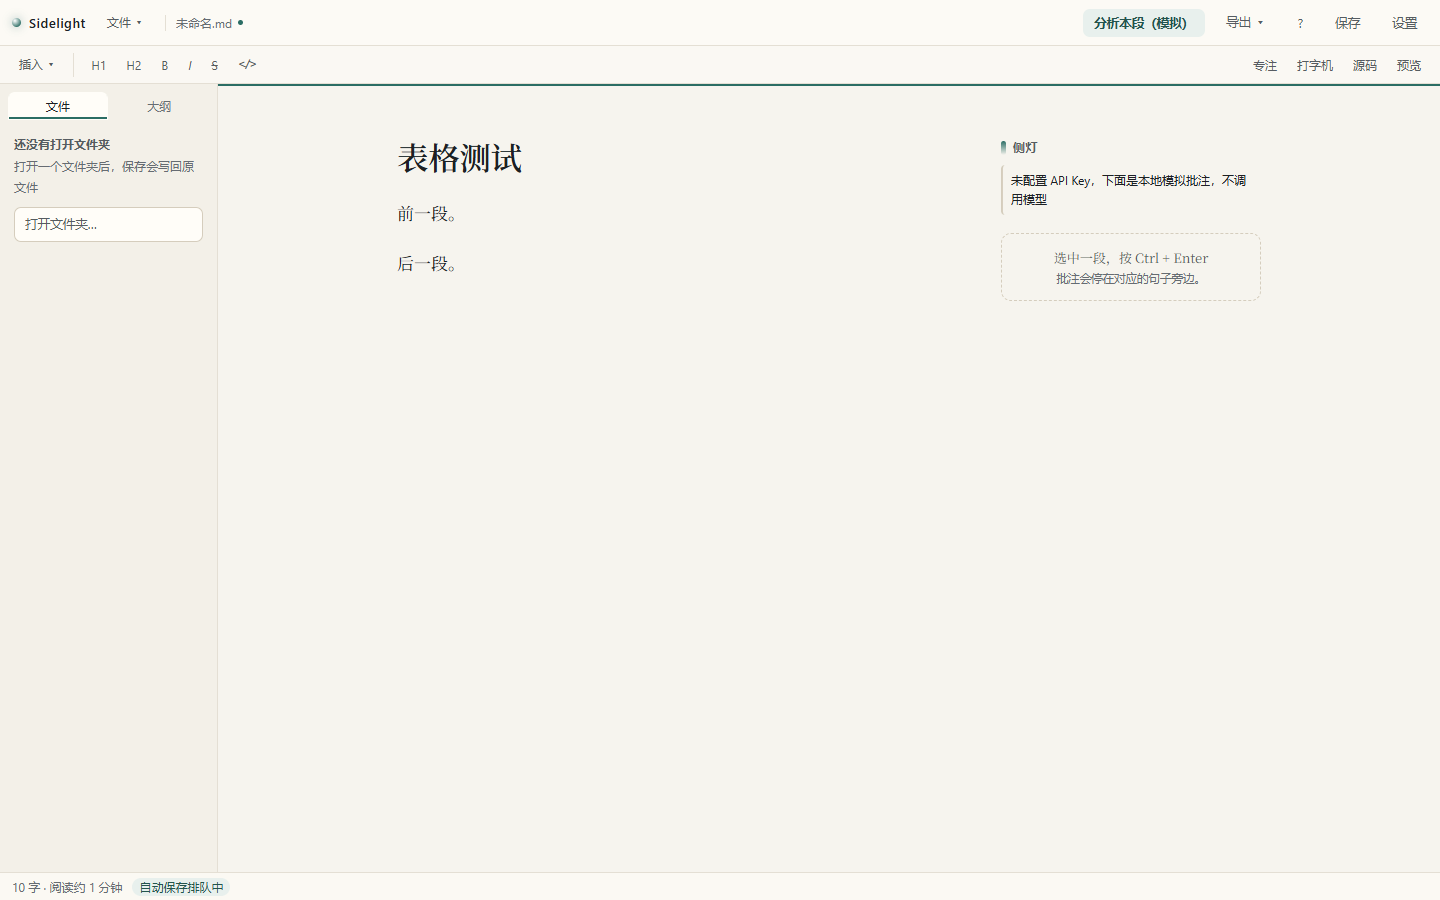 Sidelight 文件 ▾ 未命名.md ● 分析本段（模拟） 导出 ▾ ? 保存 设置
插入 ▾ H1 H2 B I S </> 专注 打字机 源码 预览
文件 大纲
还没有打开文件夹
打开一个文件夹后，保存会写回原
文件
打开文件夹...
表格测试
前一段。
后一段。
侧灯
未配置 API Key，下面是本地模拟批注，不调
用模型
选中一段，按 Ctrl + Enter
批注会停在对应的句子旁边。
10 字 · 阅读约 1 分钟 自动保存排队中